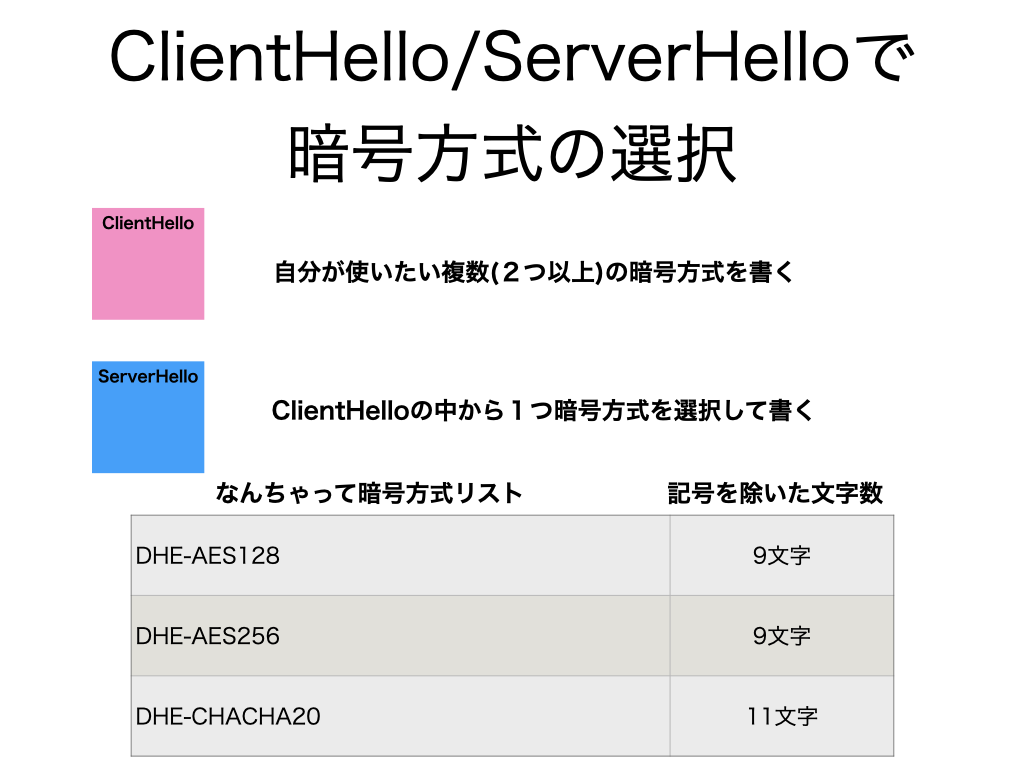 ClientHello/ServerHelloで
暗号方式の選択
ClientHello
自分が使いたい複数(２つ以上)の暗号方式を書く
ServerHello
ClientHelloの中から１つ暗号方式を選択して書く
なんちゃって暗号方式リスト 記号を除いた文字数
DHE-AES128 9文字
DHE-AES256 9文字
DHE-CHACHA20 11文字